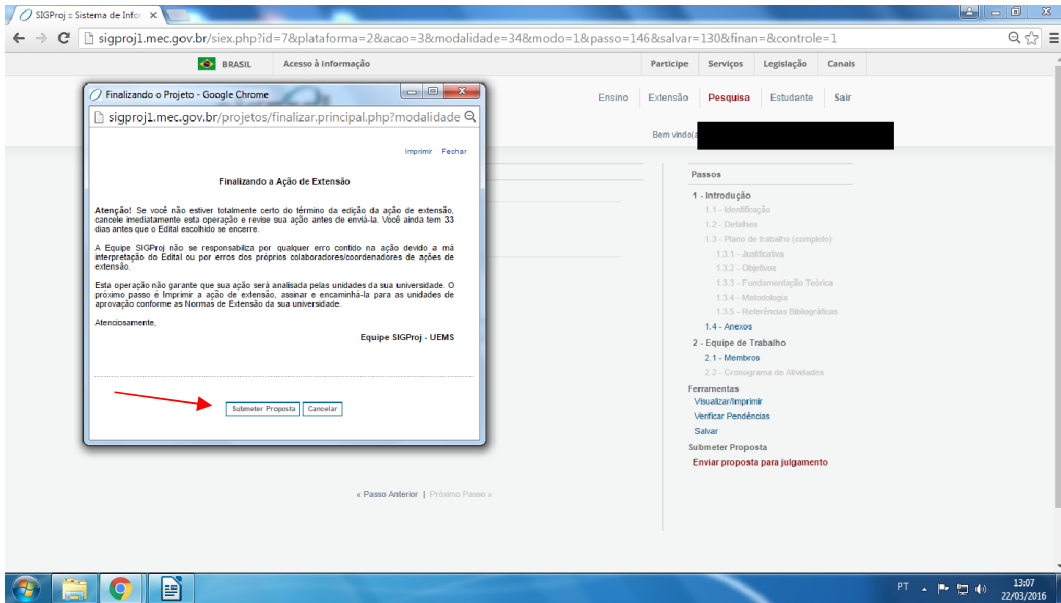 SIGProj :: Sistema de Infor
sigproj1.mec.gov.br/siex.php?id=7&plataforma=2&acao=3&modalidade=34&modo=1&passo=146&salvar=130&finan=&controle=1
BRASIL Acesso à informação Participe Serviços Legislação Canais
Ensino Extensão Pesquisa Estudante Sair
Bem vindo(a
Finalizando o Projeto - Google Chrome
sigproj1.mec.gov.br/projetos/finalizar.principal.php?modalidade
Imprimir Fechar
Finalizando a Ação de Extensão
Atenção! Se você não estiver totalmente certo do término da edição da ação de extensão,
cancele imediatamente esta operação e revise sua ação antes de enviá-la. Você ainda tem 33
dias antes que o Edital escolhido se encerre.
A Equipe SIGProj não se responsabiliza por qualquer erro contido na ação devido a má
interpretação do Edital ou por erros dos próprios colaboradores/coordenadores de ações de
extensão.
Esta operação não garante que sua ação será analisada pelas unidades da sua universidade. O
próximo passo é Imprimir a ação de extensão, assinar e encaminhá-la para as unidades de
aprovação conforme as Normas de Extensão da sua universidade.
Atenciosamente,
Equipe SIGProj - UEMS
Submeter Proposta Cancelar
Passos
1 - Introdução
1.1 - Identificação
1.2 - Detalhes
1.3 - Plano de trabalho (completo)
1.3.1 - Justificativa
1.3.2 - Objetivos
1.3.3 - Fundamentação Teórica
1.3.4 - Metodologia
1.3.5 - Referências Bibliográficas
1.4 - Anexos
2 - Equipe de Trabalho
2.1 - Membros
2.2 - Cronograma de Atividades
Ferramentas
Visualizar/Imprimir
Verificar Pendências
Salvar
Submeter Proposta
Enviar proposta para julgamento
« Passo Anterior | Próximo Passo »
PT
13:07
22/03/2016